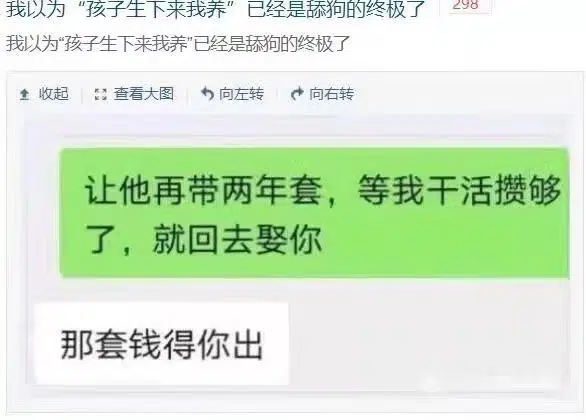 我以为“孩子生下来我养”已经是舔狗的终极了 298
我以为“孩子生下来我养”已经是舔狗的终极了
收起 查看大图 向左转 向右转
让他再带两年套，等我干活攒够
了，就回去娶你
那套钱得你出